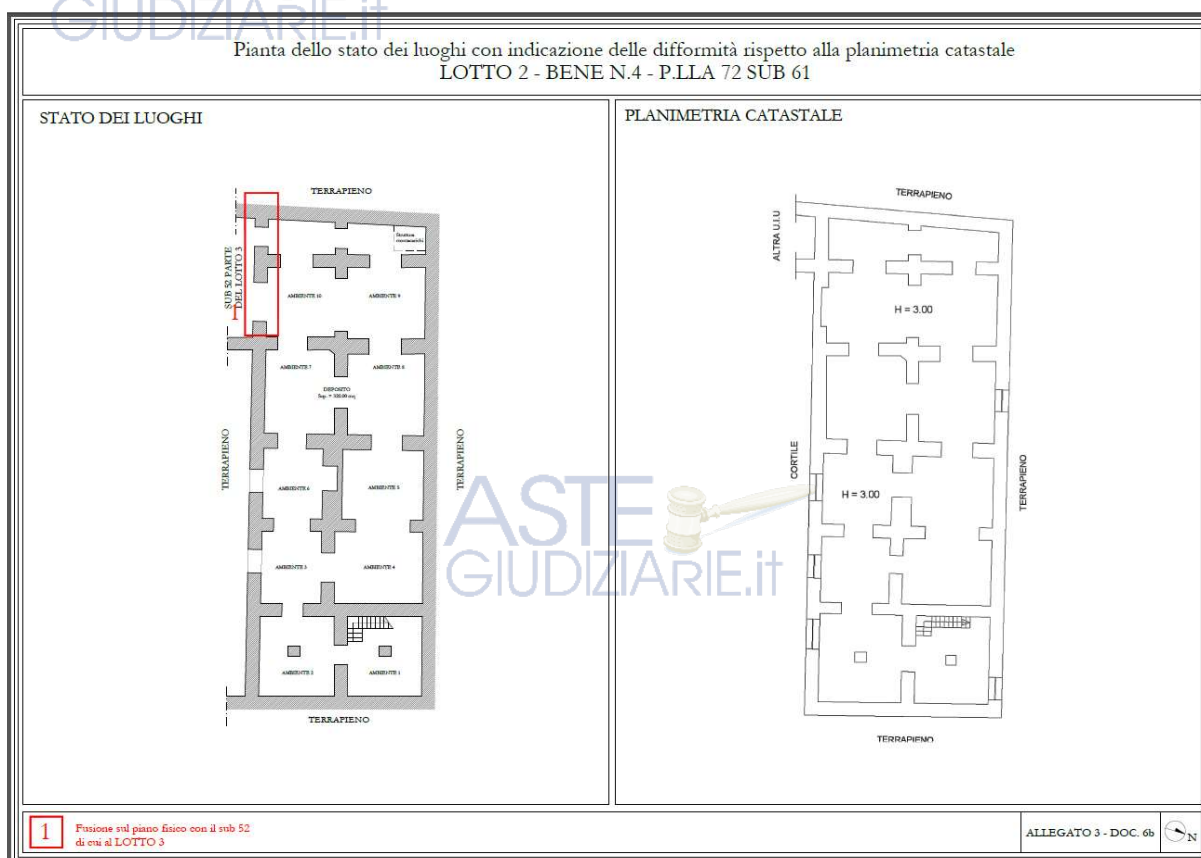 GIUDIZIARIE.it
Pianta dello stato dei luoghi con indicazione delle difformità rispetto alla planimetria catastale
LOTTO 2 - BENE N.4 - P.LLA 72 SUB 61
STATO DEI LUOGHI
TERRAPIENO
SUB 52 PARTE
DEL LOTTO 3
1
AMBIENTE 10
AMBIENTE 9
AMBIENTE 7
AMBIENTE 8
DEPOSITO
TERRAPIENO
TERRAPIENO
AMBIENTE 6
AMBIENTE 5
AMBIENTE 3
AMBIENTE 4
AMBIENTE 2
AMBIENTE 1
TERRAPIENO
PLANIMETRIA CATASTALE
TERRAPIENO
ALTRA U.I.U
H = 3.00
CORTILE
H = 3.00
TERRAPIENO
TERRAPIENO
ASTE
GIUDIZIARIE.it
1
Fusione sul piano fisico con il sub 52
di cui al LOTTO 3
ALLEGATO 3 - DOC. 6b
N